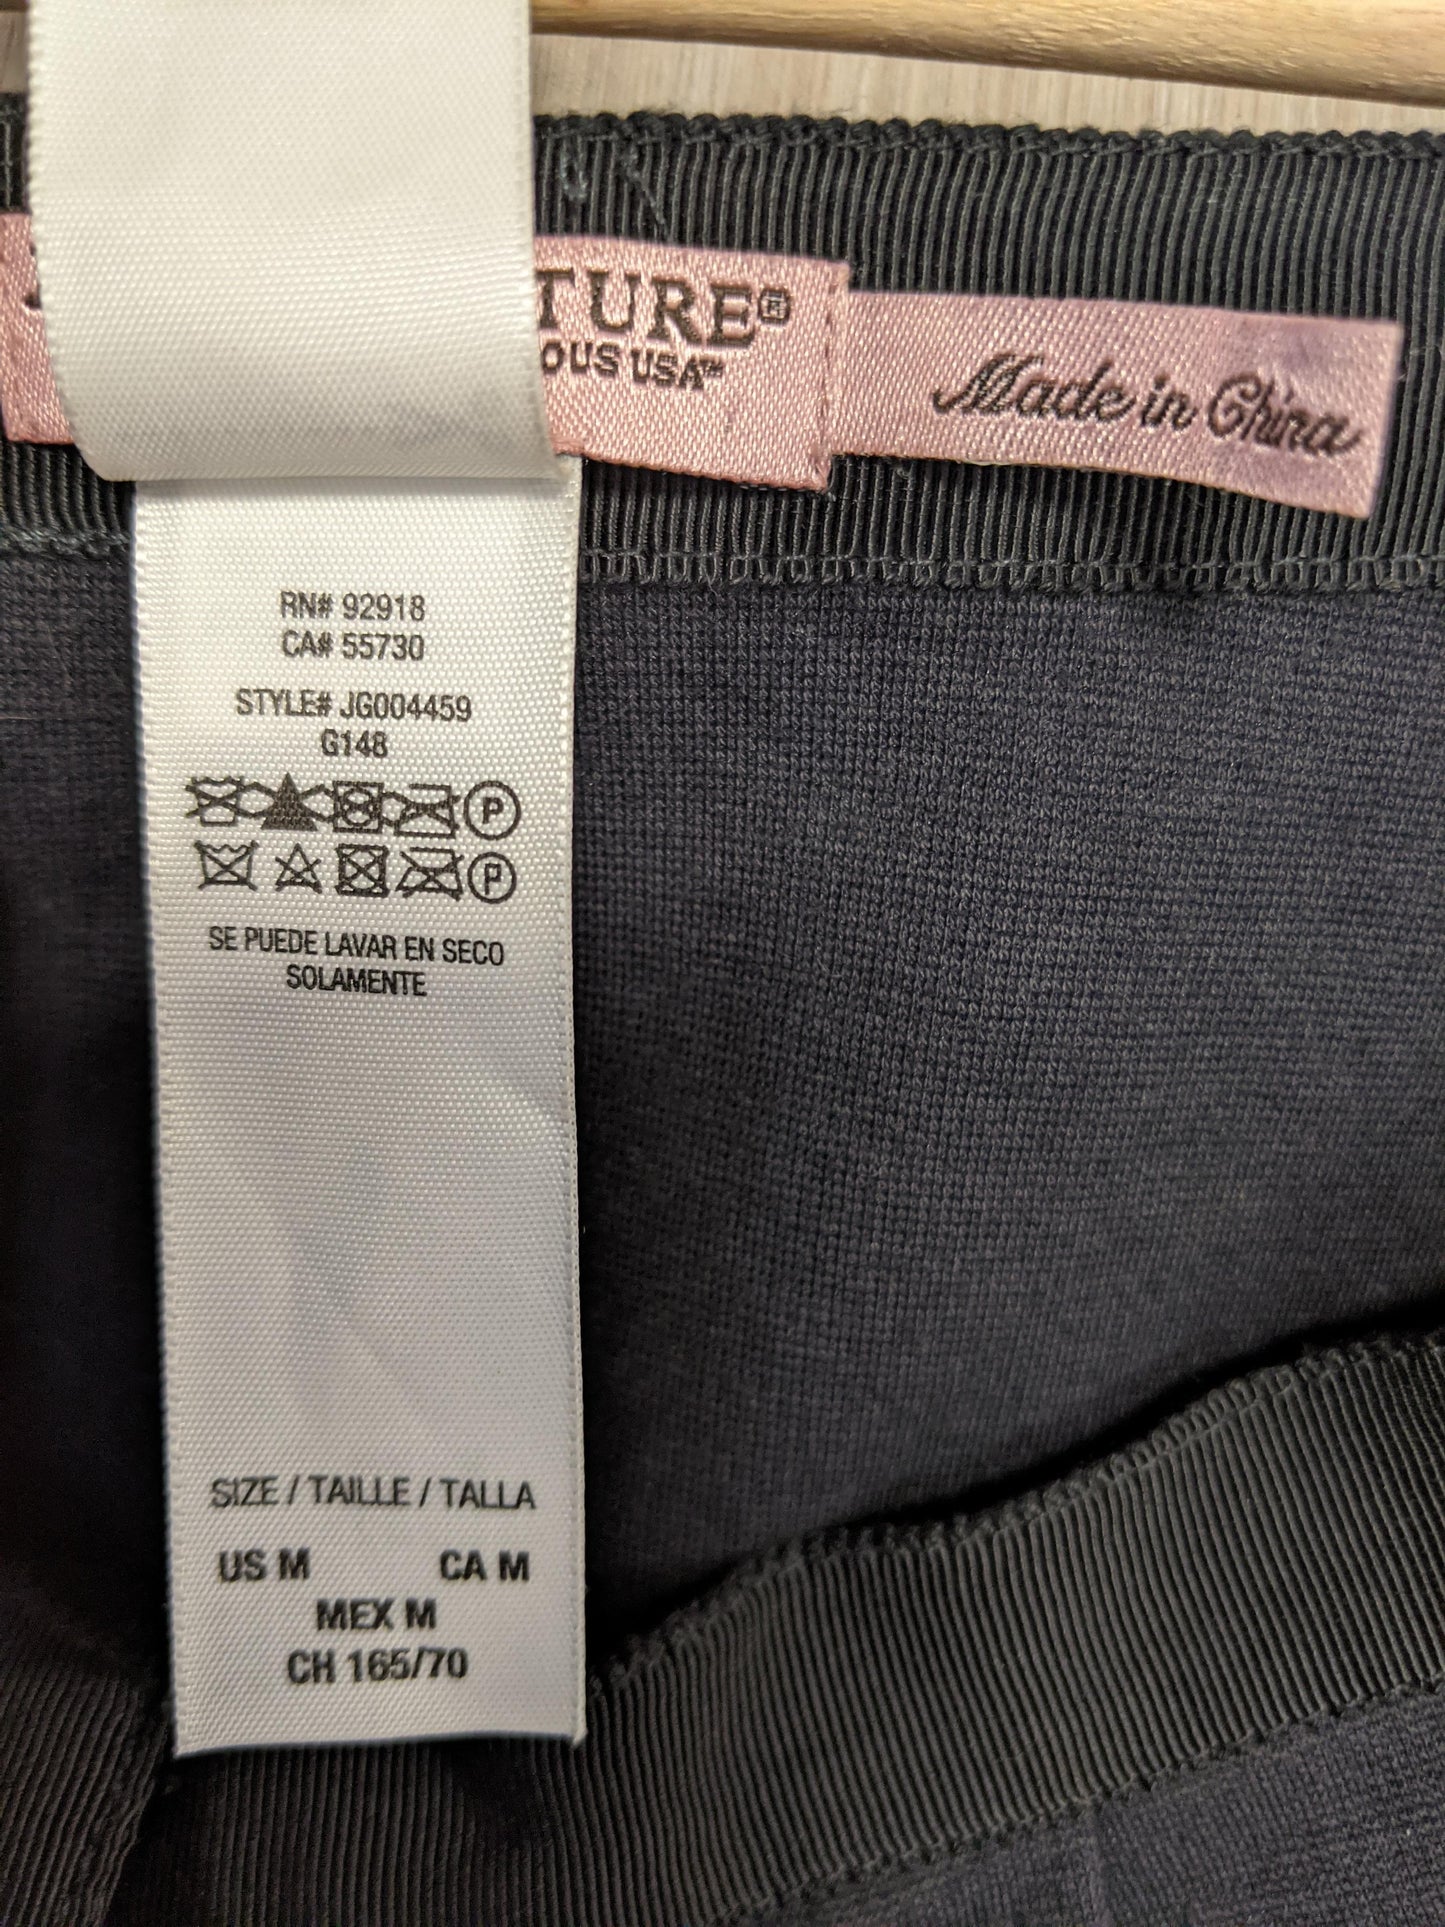 TURE®
OUS USA™
Made in China
RN# 92918
CA# 55730
STYLE# JG004459
G148
P
P
SE PUEDE LAVAR EN SECO
SOLAMENTE
SIZE / TAILLE / TALLA
US M CA M
MEX M
CH 165/70